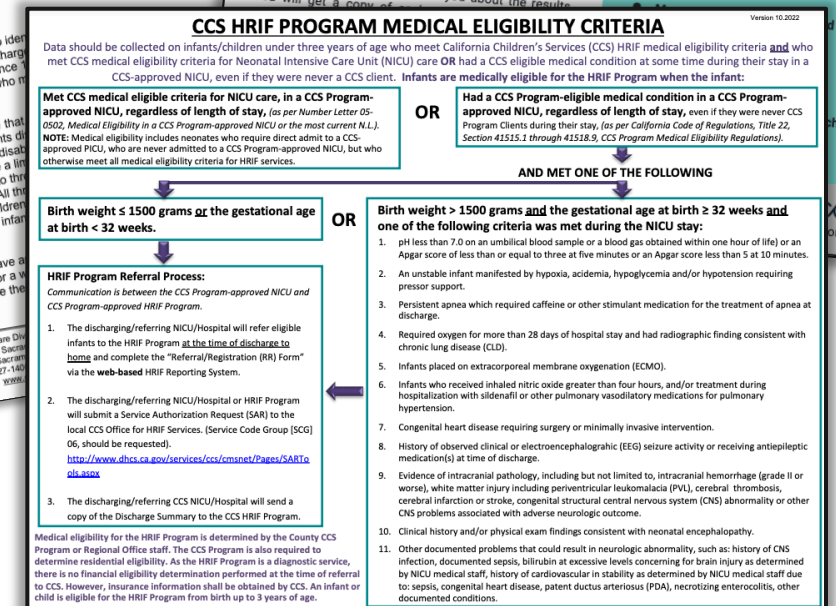 will get a copy of
you about the results
CCS HRIF PROGRAM MEDICAL ELIGIBILITY CRITERIA
Version 10.2022
Data should be collected on infants/children under three years of age who meet California Children's Services (CCS) HRIF medical eligibility criteria and who
met CCS medical eligibility criteria for Neonatal Intensive Care Unit (NICU) care OR had a CCS eligible medical condition at some time during their stay in a
CCS-approved NICU, even if they were never a CCS client. Infants are medically eligible for the HRIF Program when the infant:
Met CCS medical eligible criteria for NICU care, in a CCS Program-
approved NICU, regardless of length of stay, (as per Number Letter 05-
0502, Medical Eligibility in a CCS Program-approved NICU or the most current N.L.).
NOTE: Medical eligibility includes neonates who require direct admit to a CCS-
approved PICU, who are never admitted to a CCS Program-approved NICU, but who
otherwise meet all medical eligibility criteria for HRIF services.
OR
Had a CCS Program-eligible medical condition in a CCS Program-
approved NICU, regardless of length of stay, even if they were never CCS
Program Clients during their stay, (as per California Code of Regulations, Title 22,
Section 41515.1 through 41518.9, CCS Program Medical Eligibility Regulations).
AND MET ONE OF THE FOLLOWING
Birth weight ≤ 1500 grams or the gestational age
at birth < 32 weeks.
OR
HRIF Program Referral Process:
Communication is between the CCS Program-approved NICU and
CCS Program-approved HRIF Program.
1. The discharging/referring NICU/Hospital will refer eligible
infants to the HRIF Program at the time of discharge to
home and complete the "Referral/Registration (RR) Form"
via the web-based HRIF Reporting System.
2. The discharging/referring NICU/Hospital or HRIF Program
will submit a Service Authorization Request (SAR) to the
local CCS Office for HRIF Services. (Service Code Group [SCG]
06, should be requested).
http://www.dhcs.ca.gov/services/ccs/cmsnet/Pages/SARTo
ols.aspx
3. The discharging/referring CCS NICU/Hospital will send a
copy of the Discharge Summary to the CCS HRIF Program.
Medical eligibility for the HRIF Program is determined by the County CCS
Program or Regional Office staff. The CCS Program is also required to
determine residential eligibility. As the HRIF Program is a diagnostic service,
there is no financial eligibility determination performed at the time of referral
to CCS. However, insurance information shall be obtained by CCS. An infant or
child is eligible for the HRIF Program from birth up to 3 years of age.
Birth weight > 1500 grams and the gestational age at birth ≥ 32 weeks and
one of the following criteria was met during the NICU stay:
1. pH less than 7.0 on an umbilical blood sample or a blood gas obtained within one hour of life) or an
Apgar score of less than or equal to three at five minutes or an Apgar score less than 5 at 10 minutes.
2. An unstable infant manifested by hypoxia, acidemia, hypoglycemia and/or hypotension requiring
pressor support.
3. Persistent apnea which required caffeine or other stimulant medication for the treatment of apnea at
discharge.
4. Required oxygen for more than 28 days of hospital stay and had radiographic finding consistent with
chronic lung disease (CLD).
5. Infants placed on extracorporeal membrane oxygenation (ECMO).
6. Infants who received inhaled nitric oxide greater than four hours, and/or treatment during
hospitalization with sildenafil or other pulmonary vasodilatory medications for pulmonary
hypertension.
7. Congenital heart disease requiring surgery or minimally invasive intervention.
8. History of observed clinical or electroencephalograhic (EEG) seizure activity or receiving antiepileptic
medication(s) at time of discharge.
9. Evidence of intracranial pathology, including but not limited to, intracranial hemorrhage (grade II or
worse), white matter injury including periventricular leukomalacia (PVL), cerebral thrombosis,
cerebral infarction or stroke, congenital structural central nervous system (CNS) abnormality or other
CNS problems associated with adverse neurologic outcome.
10. Clinical history and/or physical exam findings consistent with neonatal encephalopathy.
11. Other documented problems that could result in neurologic abnormality, such as: history of CNS
infection, documented sepsis, bilirubin at excessive levels concerning for brain injury as determined
by NICU medical staff, history of cardiovascular in stability as determined by NICU medical staff due
to: sepsis, congenital heart disease, patent ductus arteriosus (PDA), necrotizing enterocolitis, other
documented conditions.